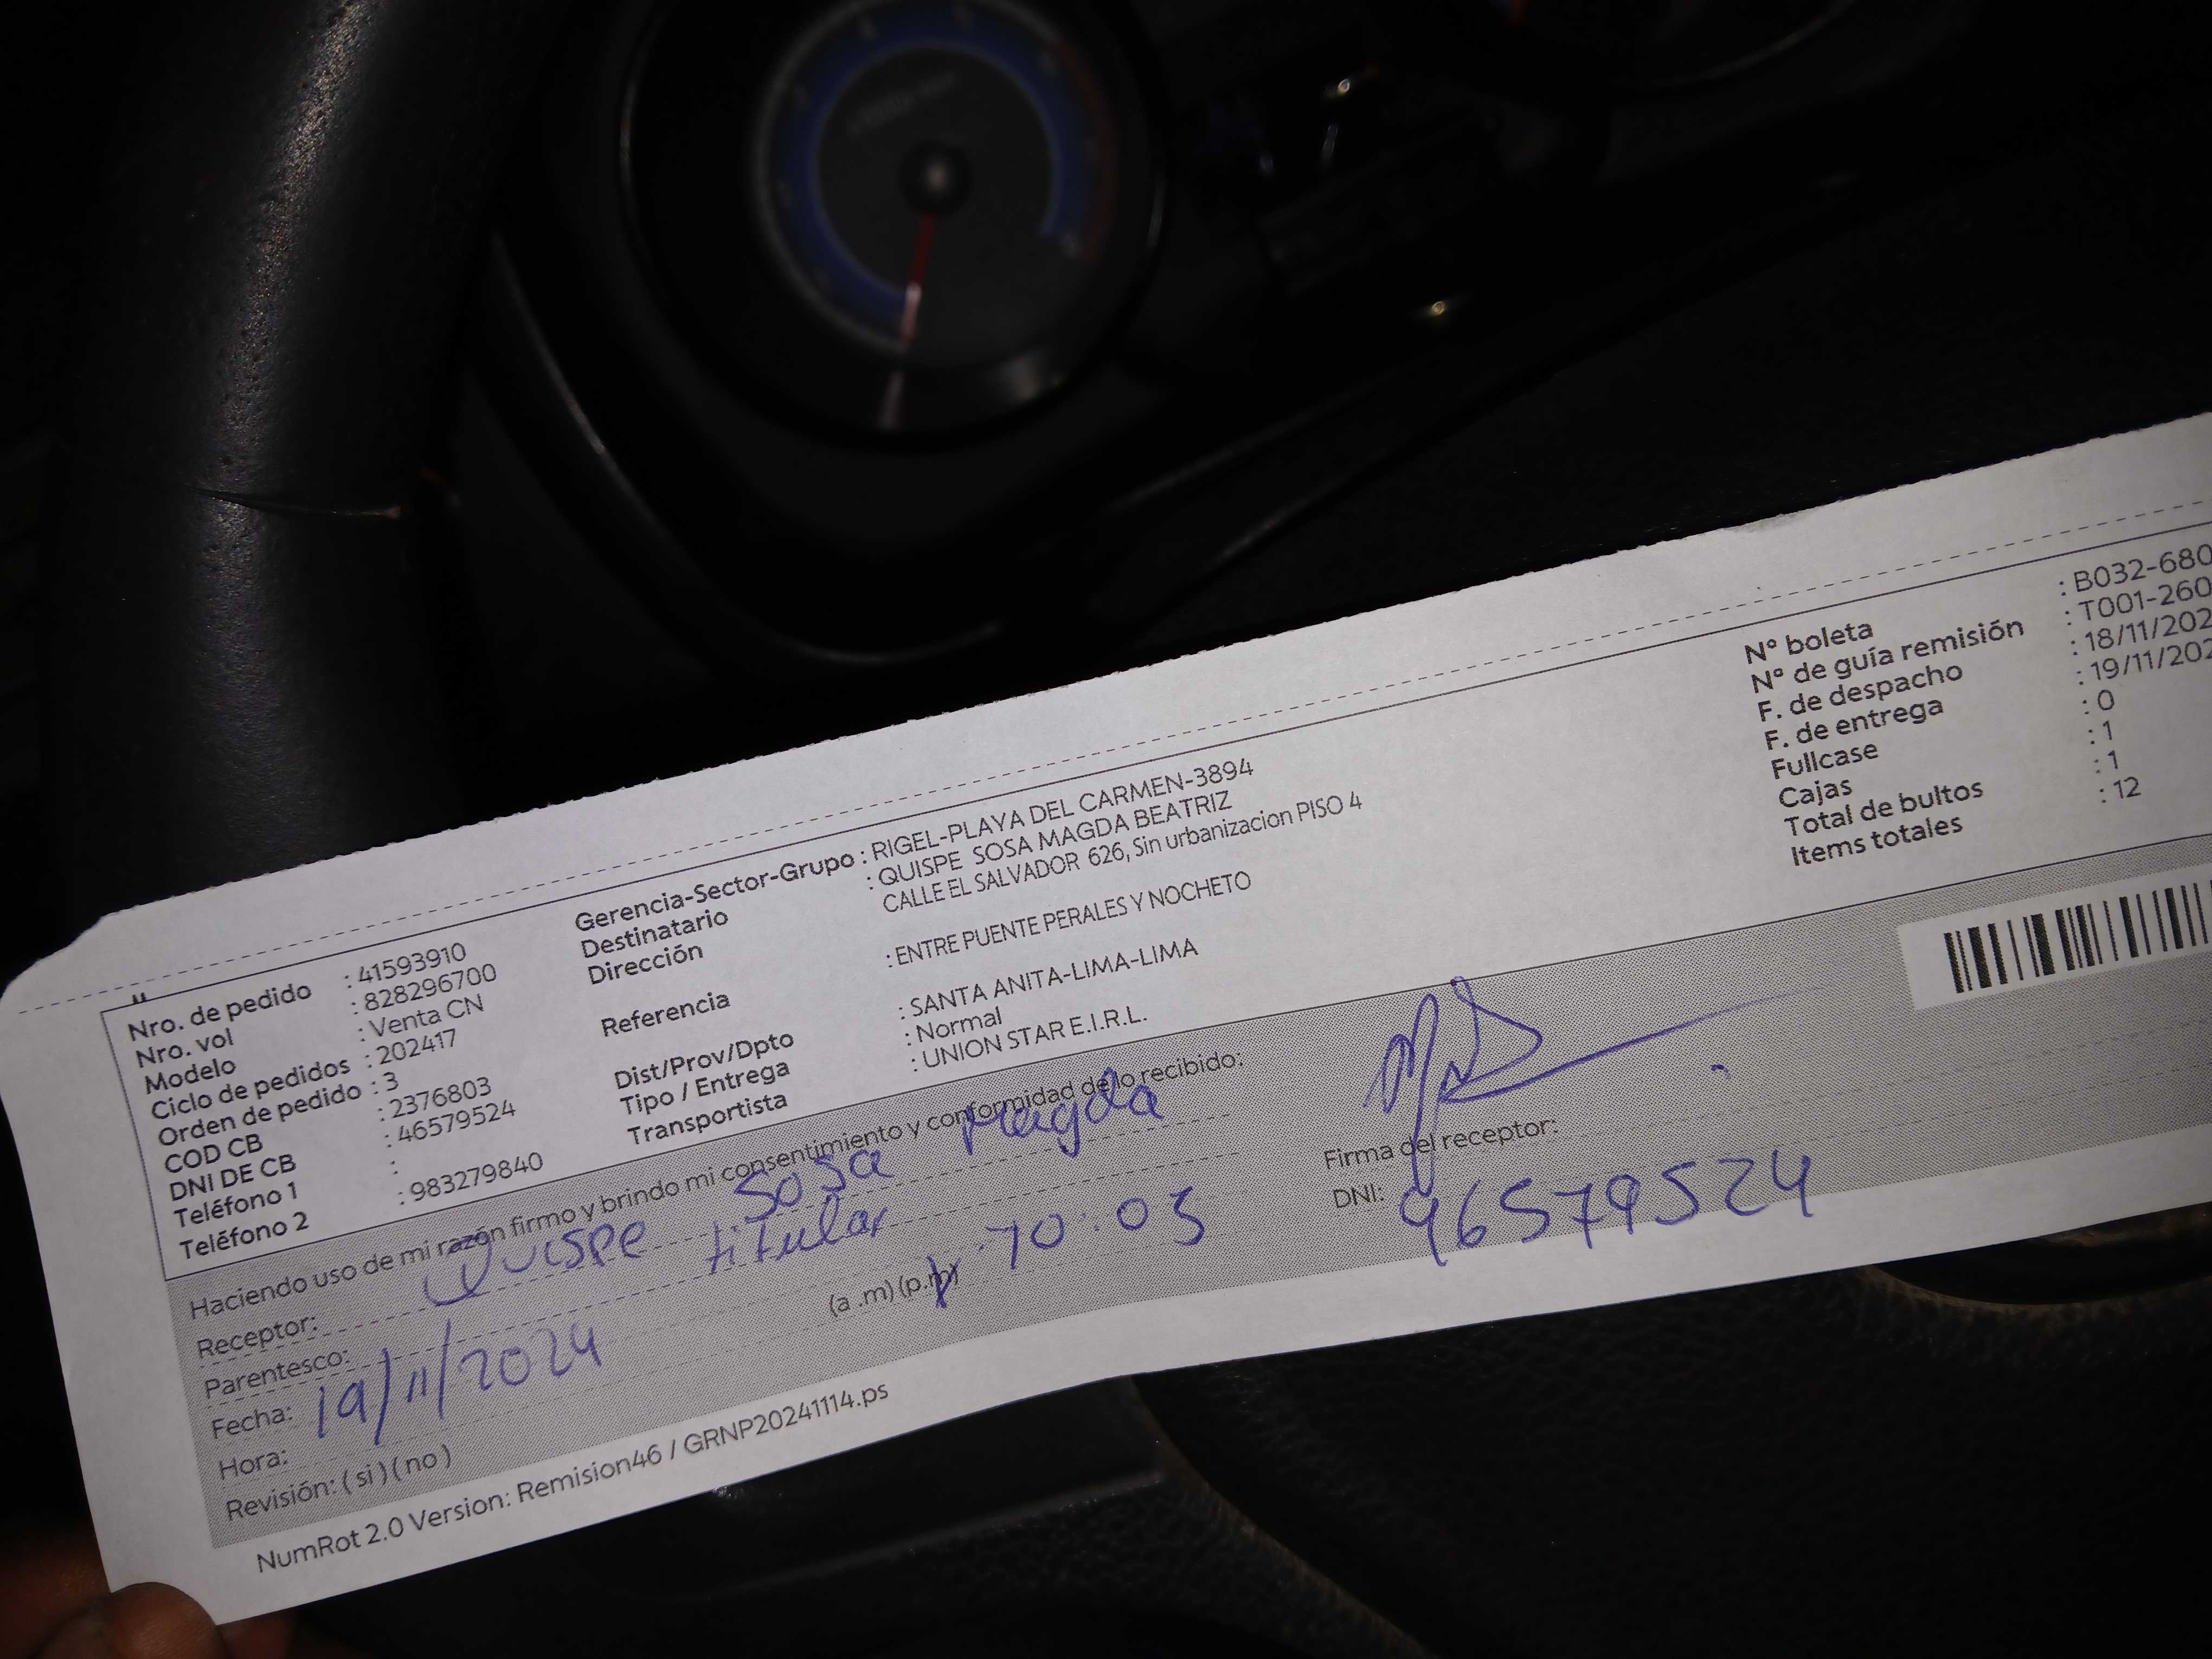 Nro. de pedido : 41593910
Nro. vol : 828296700
Modelo : Venta CN
Ciclo de pedidos : 202417
Orden de pedido : 3
COD CB : 2376803
DNI DE CB : 46579524
Teléfono 1 :
Teléfono 2 : 983279840
Gerencia-Sector-Grupo : RIGEL-PLAYA DEL CARMEN-3894
Destinatario : QUISPE SOSA MAGDA BEATRIZ
Dirección CALLE EL SALVADOR 626, Sin urbanizacion PISO 4
Referencia : ENTRE PUENTE PERALES Y NOCHETO
Dist/Prov/Dpto : SANTA ANITA-LIMA-LIMA
Tipo / Entrega : Normal
Transportista : UNION STAR E.I.R.L.
N° boleta : B032-680
N° de guía remisión : T001-260
F. de despacho : 18/11/202
F. de entrega : 19/11/202
Fullcase : 0
Cajas : 1
Total de bultos : 1
Items totales : 12
Haciendo uso de mi razón firmo y brindo mi consentimiento y conformidad de lo recibido:
Receptor: Quispe Sosa Magda
Parentesco: titular
Fecha: 19/11/2024
Hora: (a .m) (p.m) 10:03
Revisión: ( si ) ( no )
Firma del receptor:
DNI: 46579524
NumRot 2.0 Version: Remision46 / GRNP20241114.ps